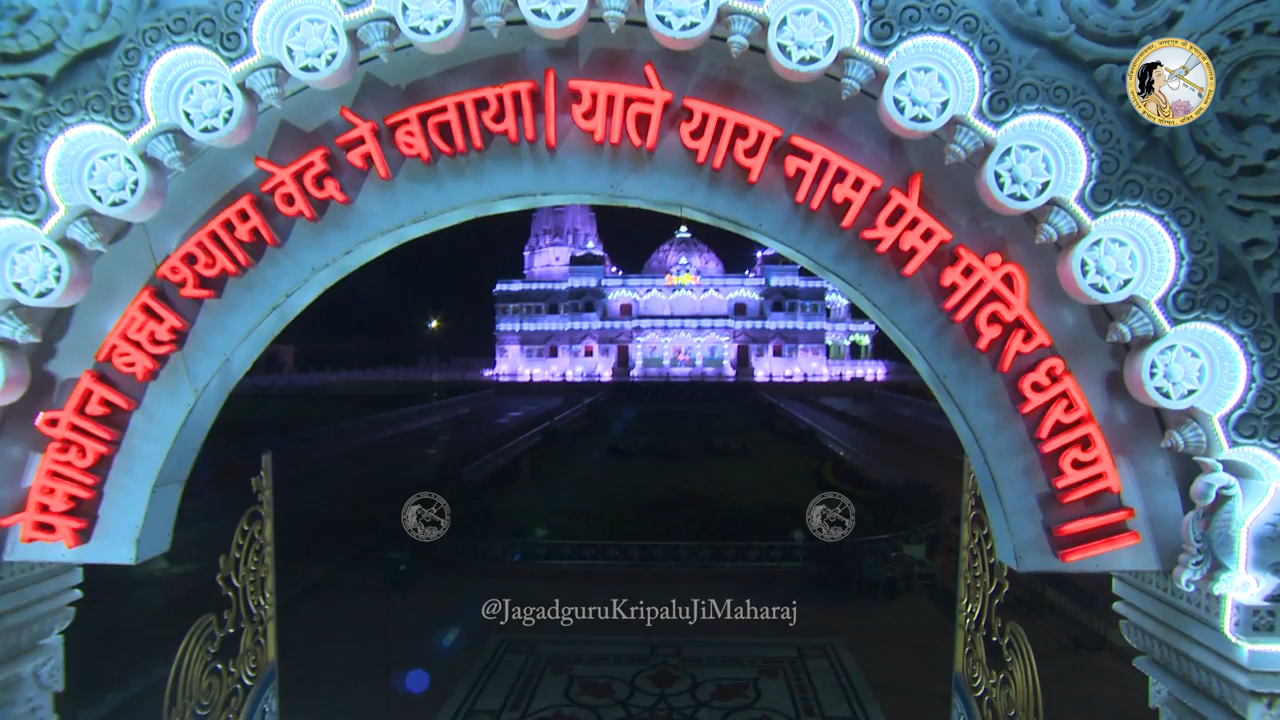 प्रेमाधीन ब्रह्म श्याम वेद ने बताया। याते याय नाम प्रेम मंदिर धराया॥
@JagadguruKripaluJiMaharaj